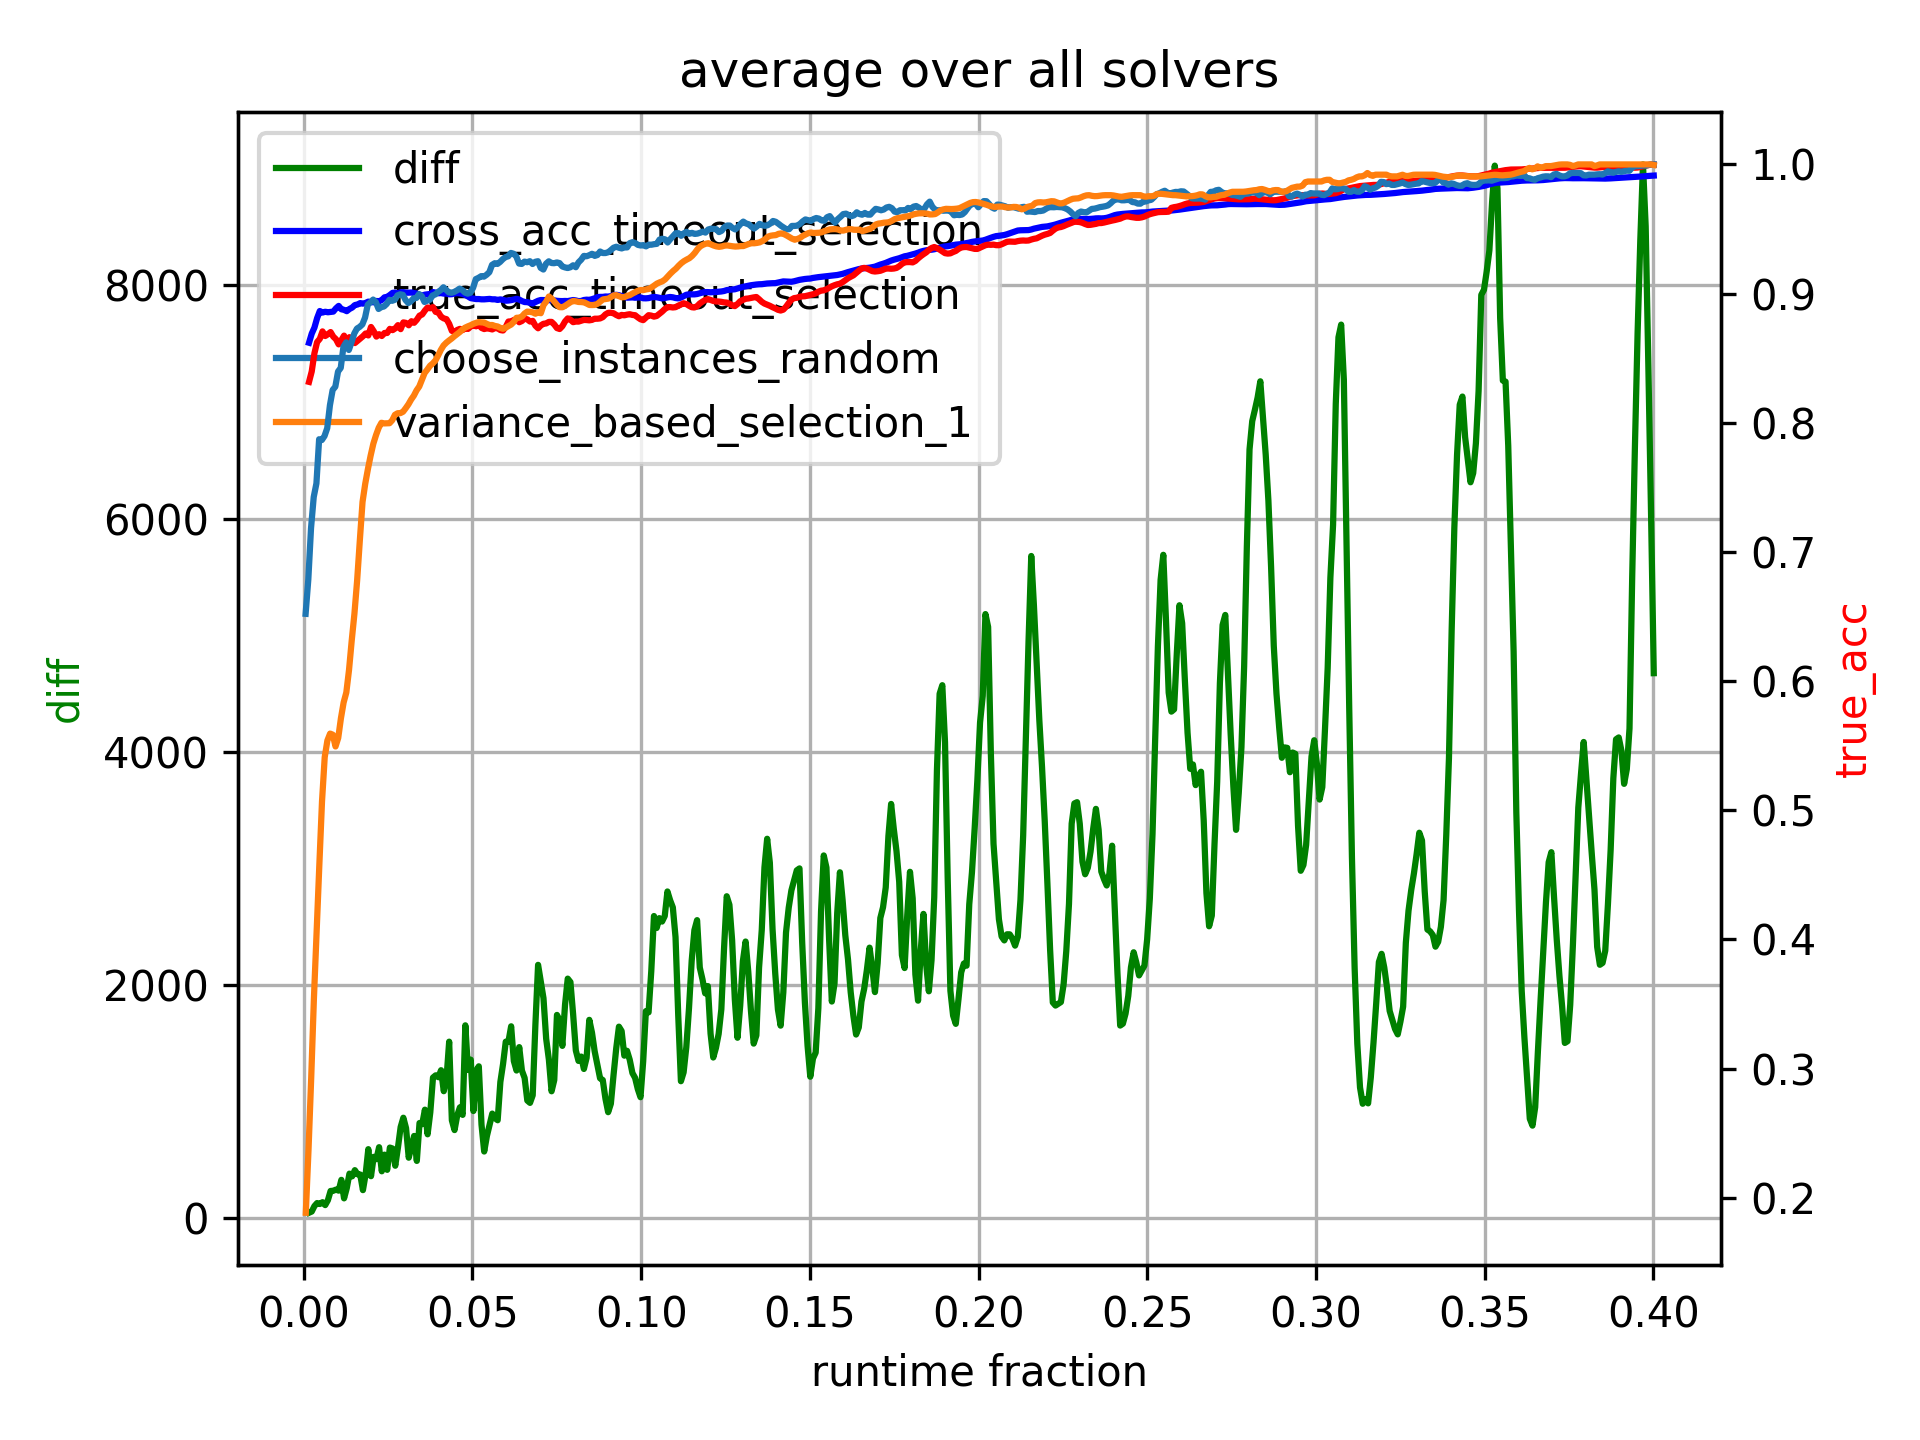 average over all solvers
diff
cross_acc_timeout_selection
true_acc_timeout_selection
choose_instances_random
variance_based_selection_1
8000
6000
4000
2000
0
diff
1.0
0.9
0.8
0.7
0.6
0.5
0.4
0.3
0.2
true_acc
0.00 0.05 0.10 0.15 0.20 0.25 0.30 0.35 0.40
runtime fraction